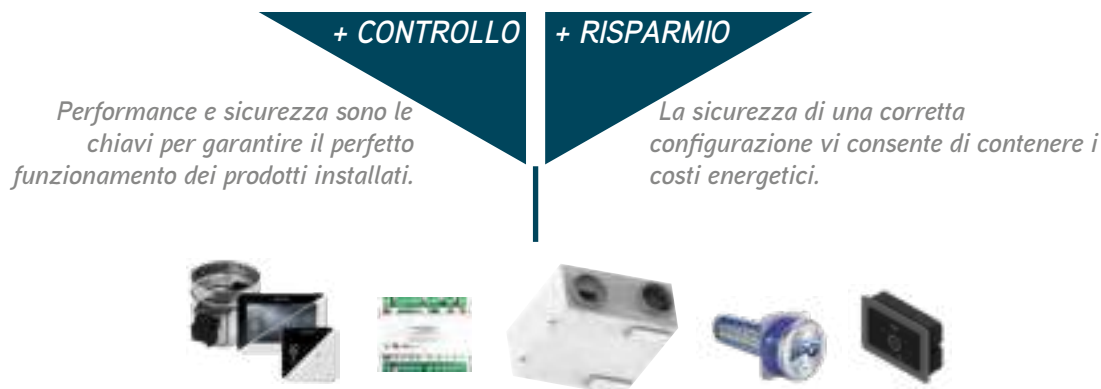 + CONTROLLO
+ RISPARMIO
Performance e sicurezza sono le
chiavi per garantire il perfetto
funzionamento dei prodotti installati.
La sicurezza di una corretta
configurazione vi consente di contenere i
costi energetici.